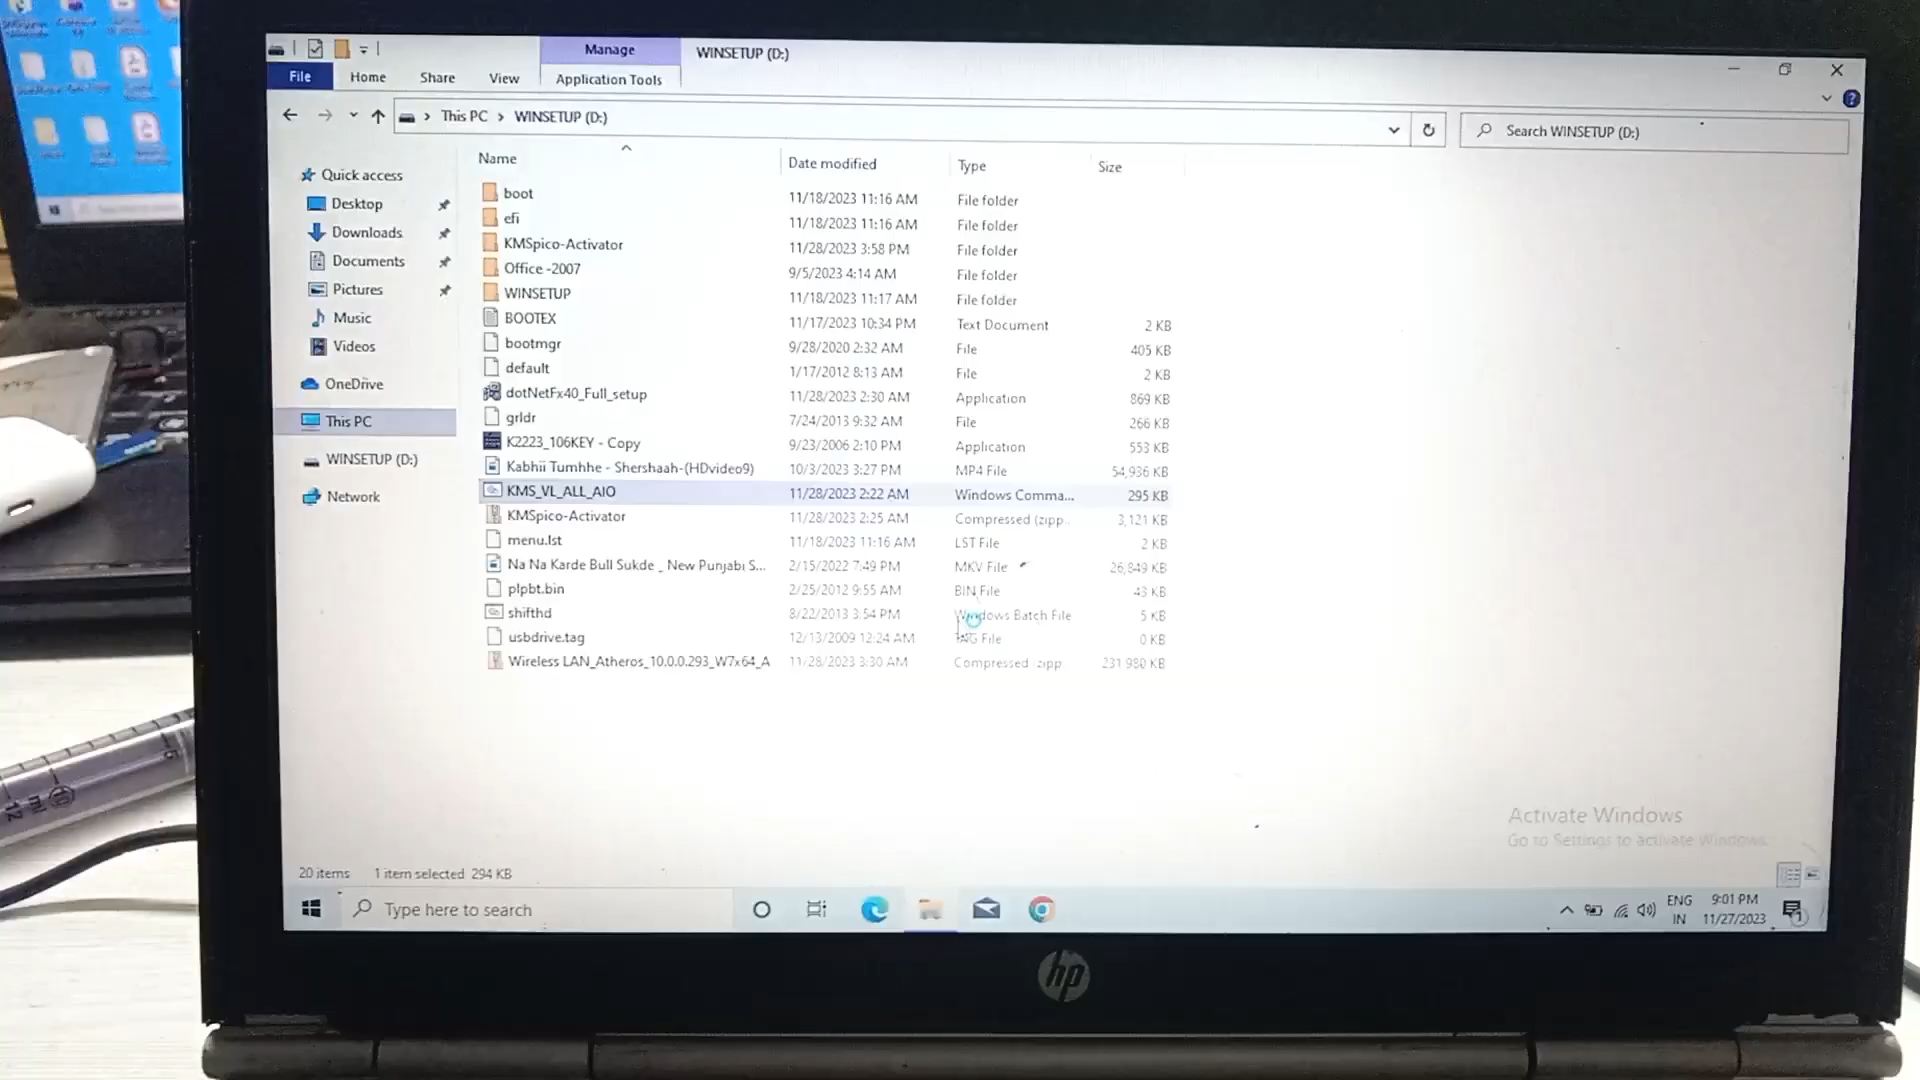 Manage
WINSETUP (D:)
File Home Share View Application Tools
This PC WINSETUP (D:)
Search WINSETUP (D:)
Name Date modified Type Size
Quick access
Desktop
Downloads
Documents
Pictures
Music
Videos
OneDrive
This PC
WINSETUP (D:)
Network
boot 11/18/2023 11:16 AM File folder
efi 11/18/2023 11:16 AM File folder
KMSpico-Activator 11/28/2023 3:58 PM File folder
Office -2007 9/5/2023 4:14 AM File folder
WINSETUP 11/18/2023 11:17 AM File folder
BOOTEX 11/17/2023 10:34 PM Text Document 2 KB
bootmgr 9/28/2020 2:32 AM File 405 KB
default 1/17/2012 8:13 AM File 2 KB
dotNetFx40_Full_setup 11/28/2023 2:30 AM Application 869 KB
grldr 7/24/2013 9:32 AM File 266 KB
K2223_106KEY - Copy 9/23/2006 2:10 PM Application 553 KB
Kabhii Tumhhe - Shershaah-(HDvideo9) 10/3/2023 3:27 PM MP4 File 54,936 KB
KMS_VL_ALL_AIO 11/28/2023 2:22 AM Windows Comma... 295 KB
KMSpico-Activator 11/28/2023 2:25 AM Compressed (zipp... 3,121 KB
menu.lst 11/18/2023 11:16 AM LST File 2 KB
Na Na Karde Bull Sukde _ New Punjabi S... 2/15/2022 7:49 PM MKV File 26,849 KB
plpbt.bin 2/25/2012 9:55 AM BIN File 43 KB
shifthd 8/22/2013 3:54 PM Windows Batch File 5 KB
usbdrive.tag 12/13/2009 12:24 AM TAG File 0 KB
Wireless LAN_Atheros_10.0.0.293_W7x64_A 11/28/2023 3:30 AM Compressed (zipp... 231,980 KB
Activate Windows
Go to Settings to activate Windows.
20 items 1 item selected 294 KB
Type here to search
ENG
IN
9:01 PM
11/27/2023
1
hp